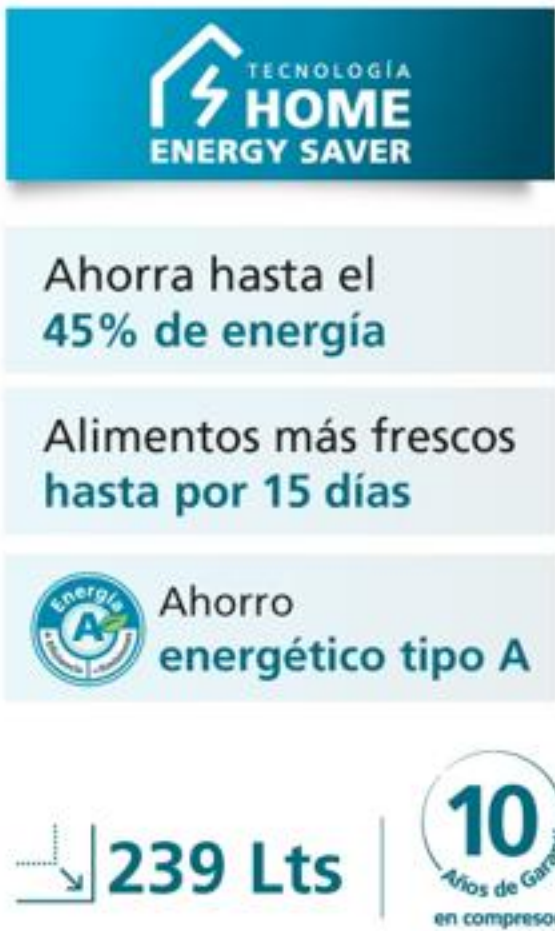 TECNOLOGÍA
HOME
ENERGY SAVER
Ahorra hasta el
45% de energía
Alimentos más frescos
hasta por 15 días
Energía
A
Ahorro
energético tipo A
239 Lts
10
Años de
en